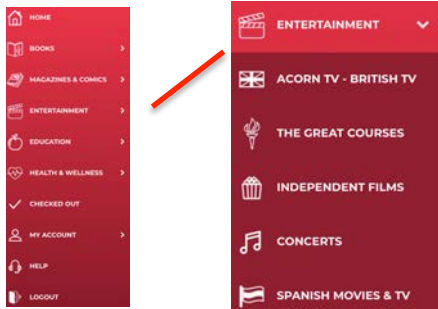 HOME
BOOKS
MAGAZINES & COMICS
ENTERTAINMENT
EDUCATION
HEALTH & WELLNESS
CHECKED OUT
MY ACCOUNT
HELP
LOGOUT
ENTERTAINMENT
ACORN TV - BRITISH TV
THE GREAT COURSES
INDEPENDENT FILMS
CONCERTS
SPANISH MOVIES & TV